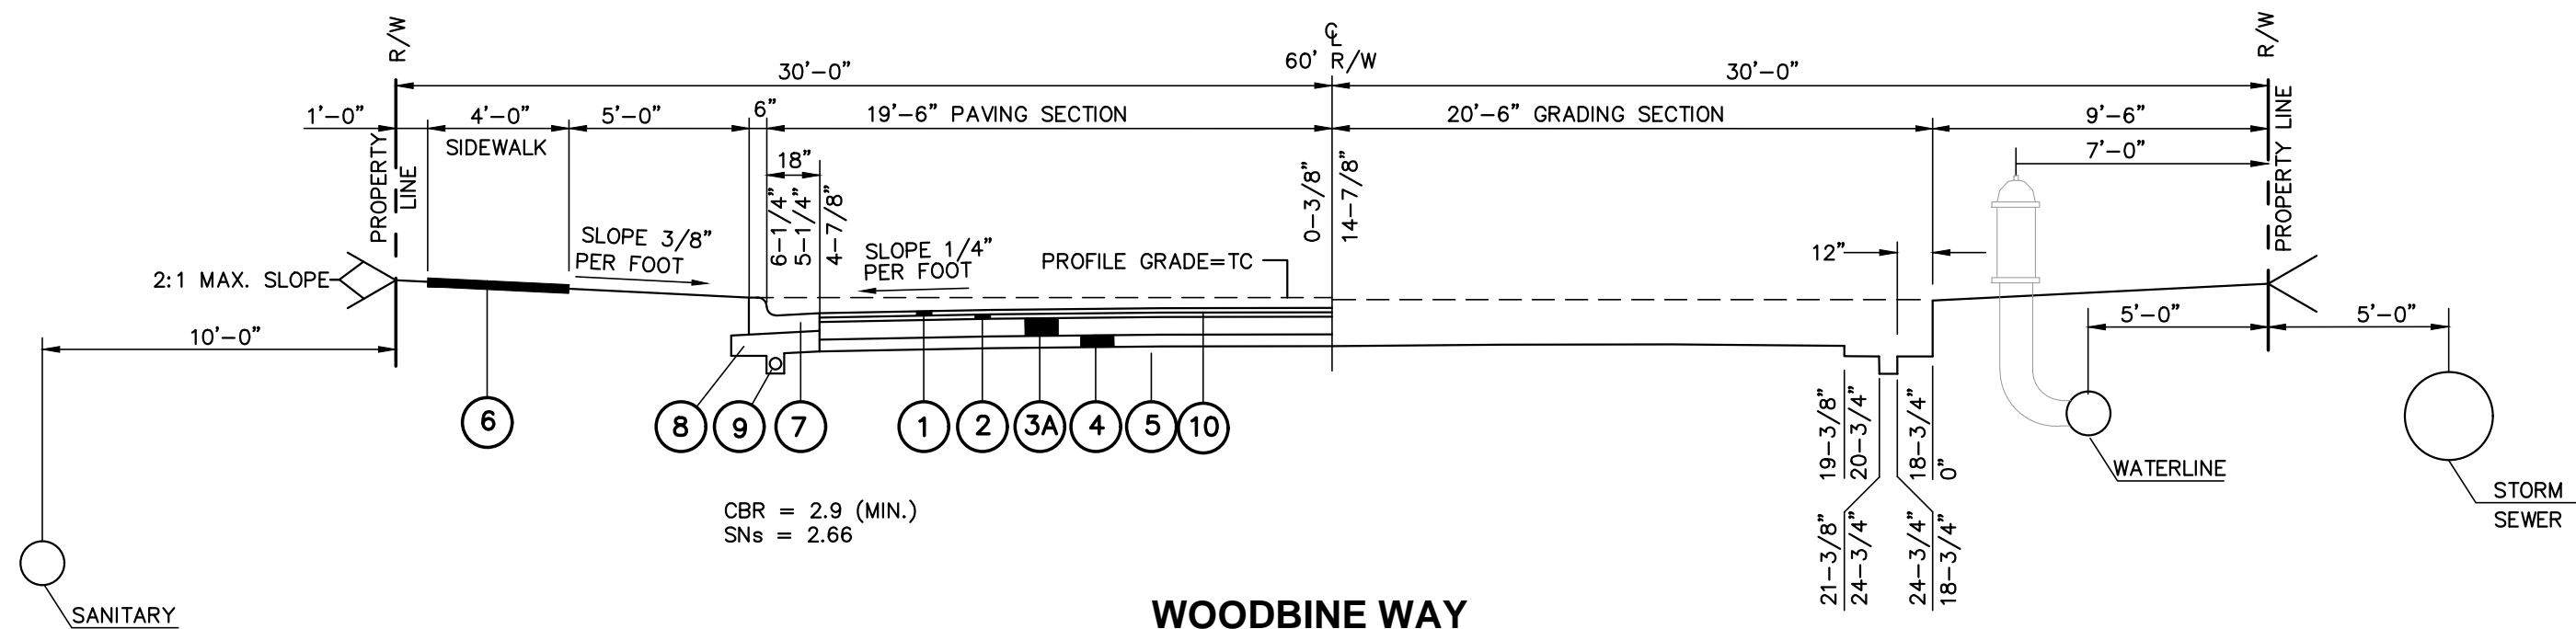 R/W
℄
60' R/W
R/W
30'-0"
30'-0"
1'-0"
4'-0"
5'-0"
6"
19'-6" PAVING SECTION
20'-6" GRADING SECTION
9'-6"
SIDEWALK
18"
7'-0"
PROPERTY
LINE
6-1/4"
5-1/4"
4-7/8"
0-3/8"
14-7/8"
PROPERTY LINE
SLOPE 3/8"
PER FOOT
SLOPE 1/4"
PER FOOT
PROFILE GRADE=TC
12"
2:1 MAX. SLOPE
10'-0"
5'-0"
5'-0"
6
8
9
7
1
2
3A
4
5
10
19-3/8"
20-3/4"
18-3/4"
0"
WATERLINE
STORM
SEWER
CBR = 2.9 (MIN.)
SNs = 2.66
21-3/8"
24-3/4"
24-3/4"
18-3/4"
SANITARY
WOODBINE WAY